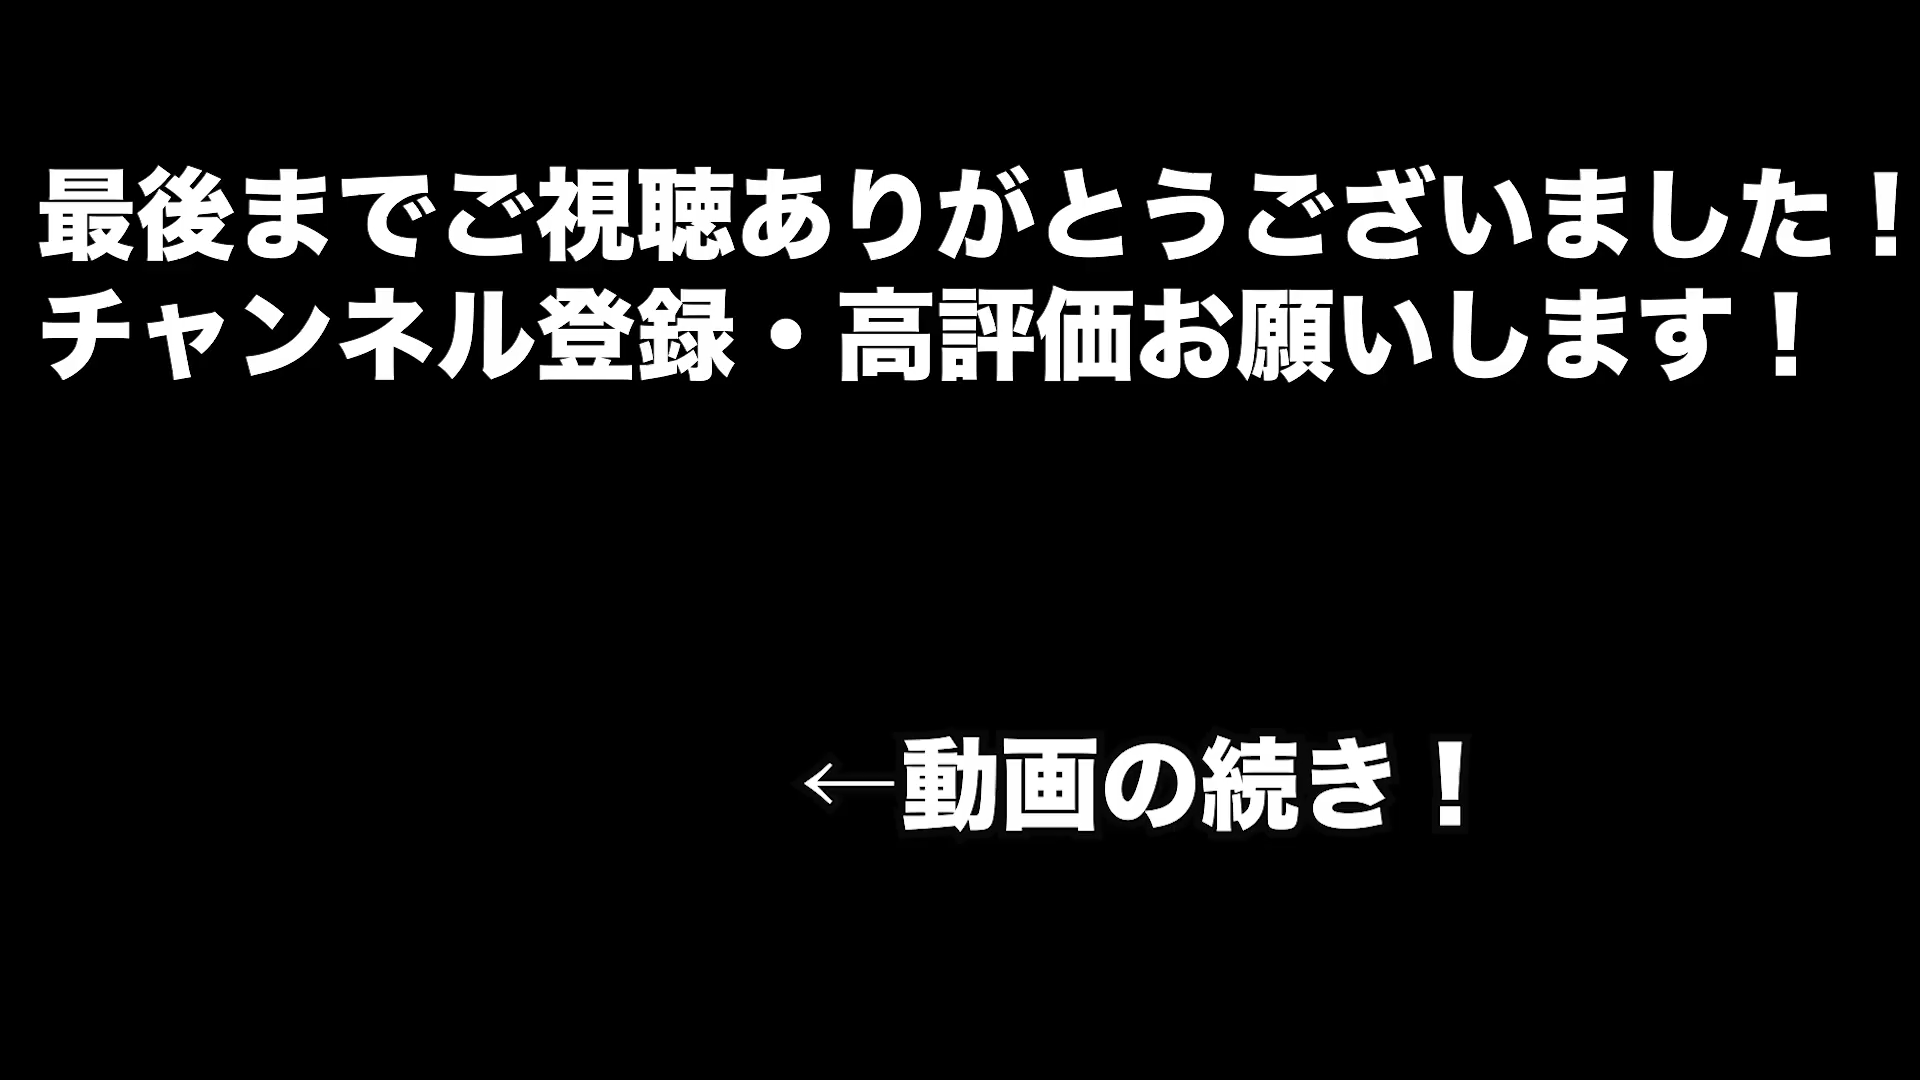 最後までご視聴ありがとうございました！
チャンネル登録・高評価お願いします！
←動画の続き！